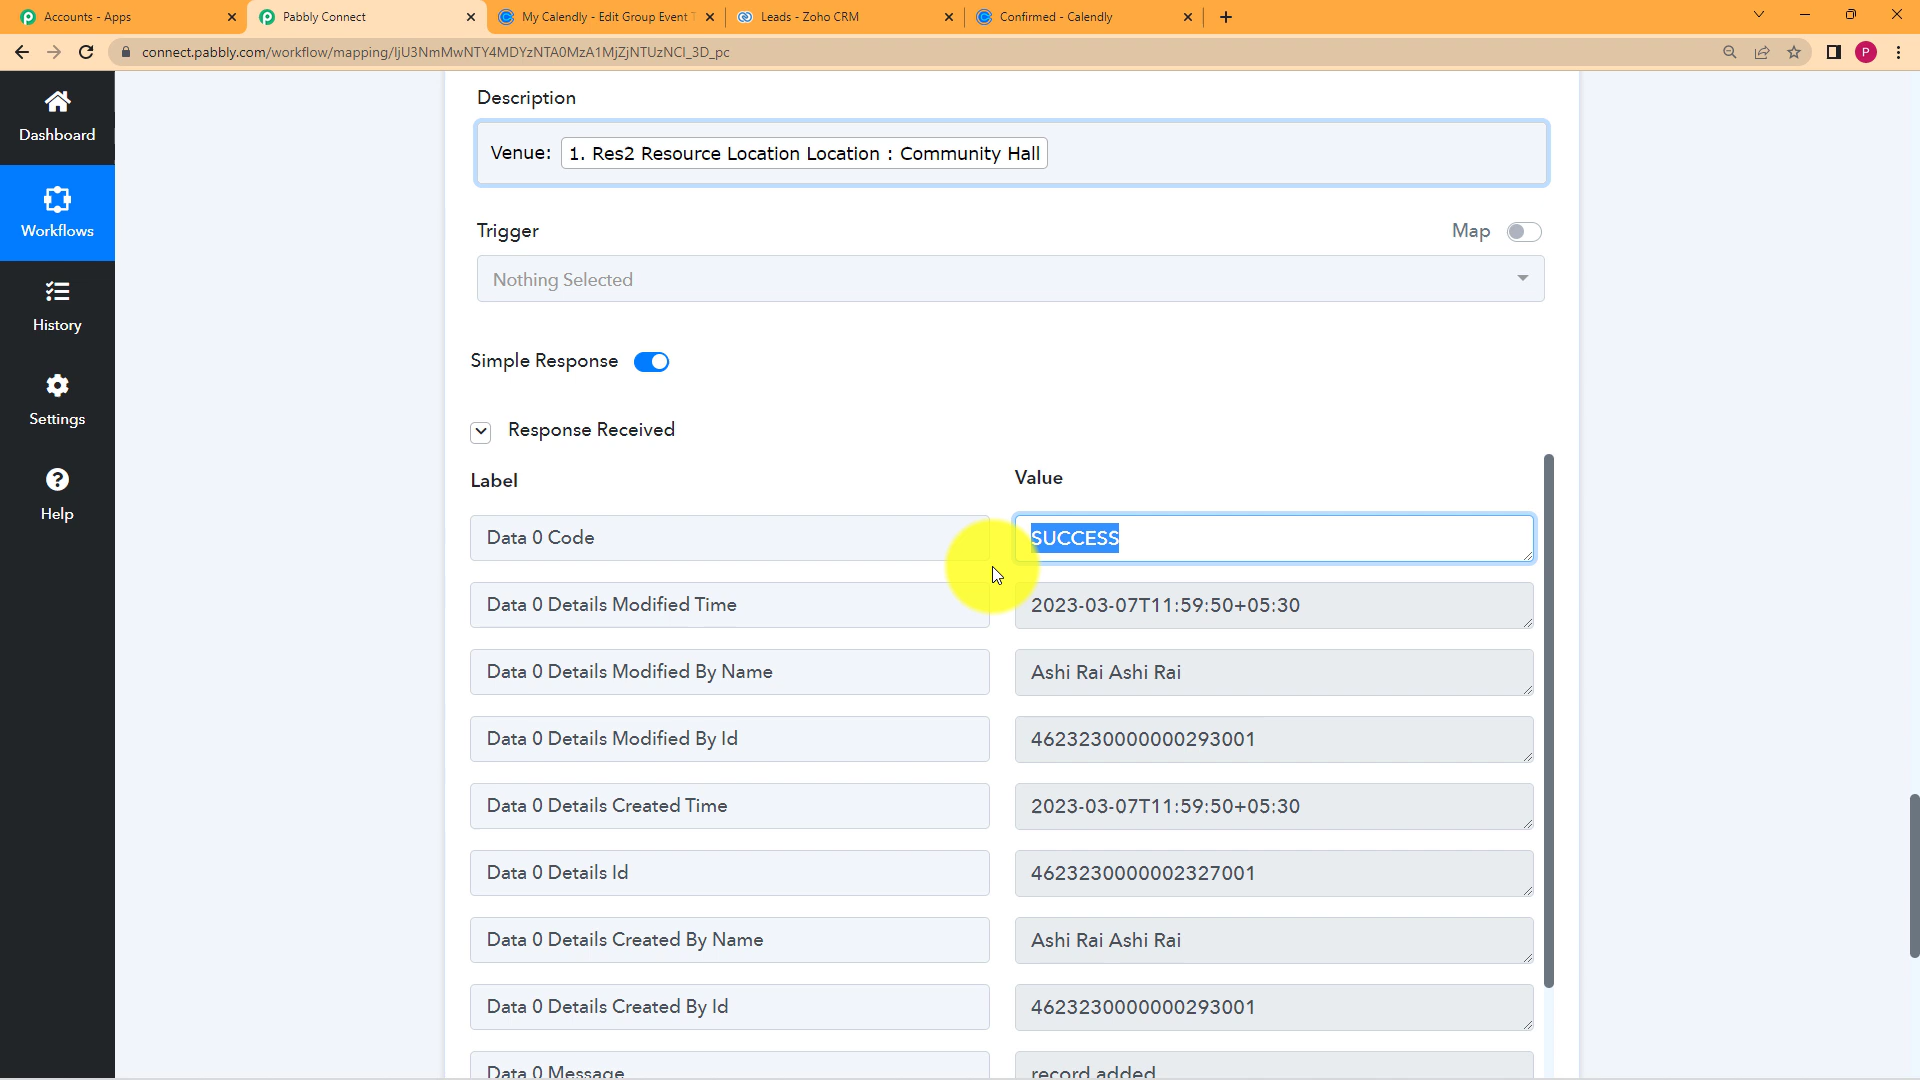 Accounts - Apps
Pabbly Connect
My Calendly - Edit Group Event T
Leads - Zoho CRM
Confirmed - Calendly
connect.pabbly.com/workflow/mapping/IjU3NmMwNTY4MDYzNTA0MzA1MjZjNTUzNCI_3D_pc
P
Dashboard
Workflows
History
Settings
Help
Description
Venue: 1. Res2 Resource Location Location : Community Hall
Trigger
Map
Nothing Selected
Simple Response
Response Received
Label
Value
Data 0 Code
SUCCESS
Data 0 Details Modified Time
2023-03-07T11:59:50+05:30
Data 0 Details Modified By Name
Ashi Rai Ashi Rai
Data 0 Details Modified By Id
4623230000000293001
Data 0 Details Created Time
2023-03-07T11:59:50+05:30
Data 0 Details Id
4623230000002327001
Data 0 Details Created By Name
Ashi Rai Ashi Rai
Data 0 Details Created By Id
4623230000000293001
Data 0 Message
record added